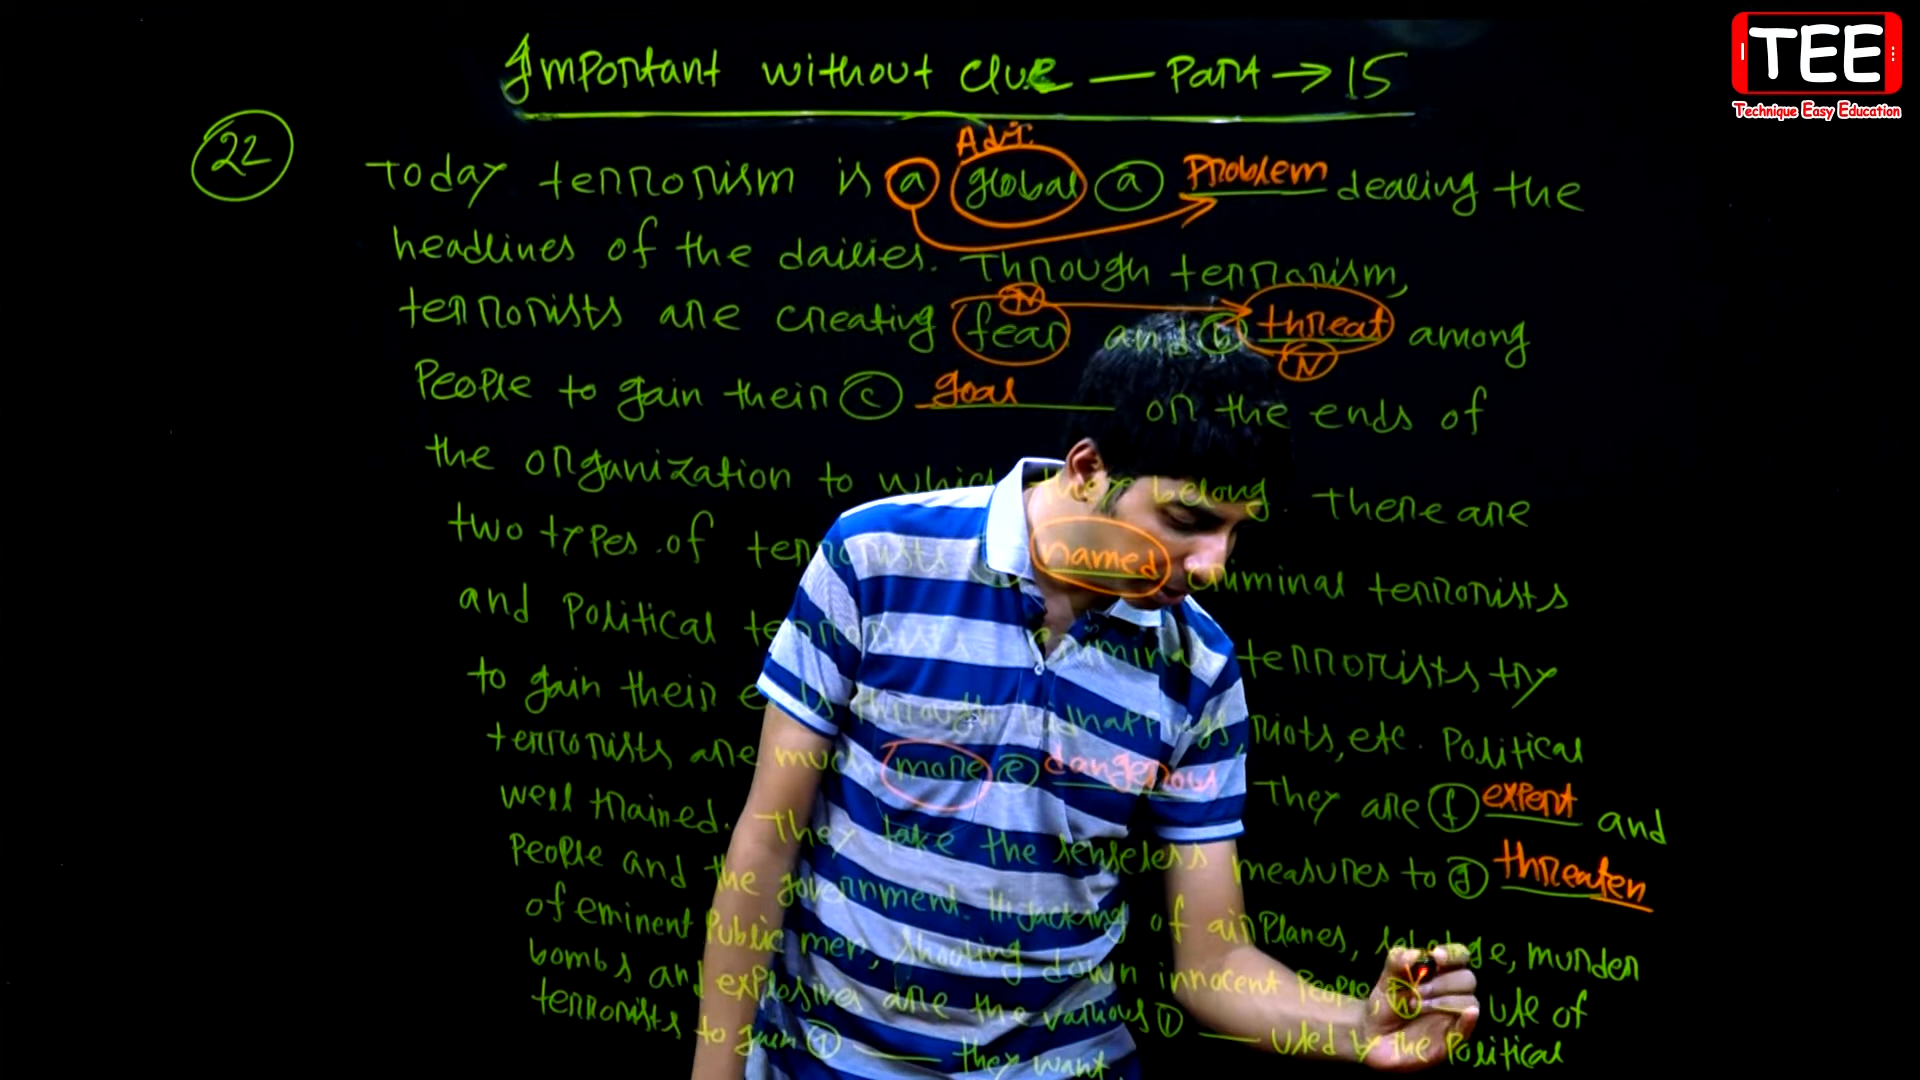 Important without clue — Part → 15
TEE
Technique Easy Education
22
Adj.
Today terrorism is a global (a) Problem dealing the
headlines of the dailies. Through terrorism,
N
terrorists are creating fear and (b) threat among
N
People to gain their (c) goal on the ends of
the organization to which they belong. There are
two types of terrorists named criminal terrorists
and Political terrorists. Criminal terrorists try
to gain their ends through kidnappings, riots, etc. Political
terrorists are much more (e) dangerous They are (f) expert and
well trained. They take the senseless measures to (g) threaten
People and the government. Hijacking of airplanes, sabotage, murder
of eminent Public men, shooting down innocent People, (h) — use of
bombs and explosives are the various (i) — used by the Political
terrorists to gain (j) — they want.